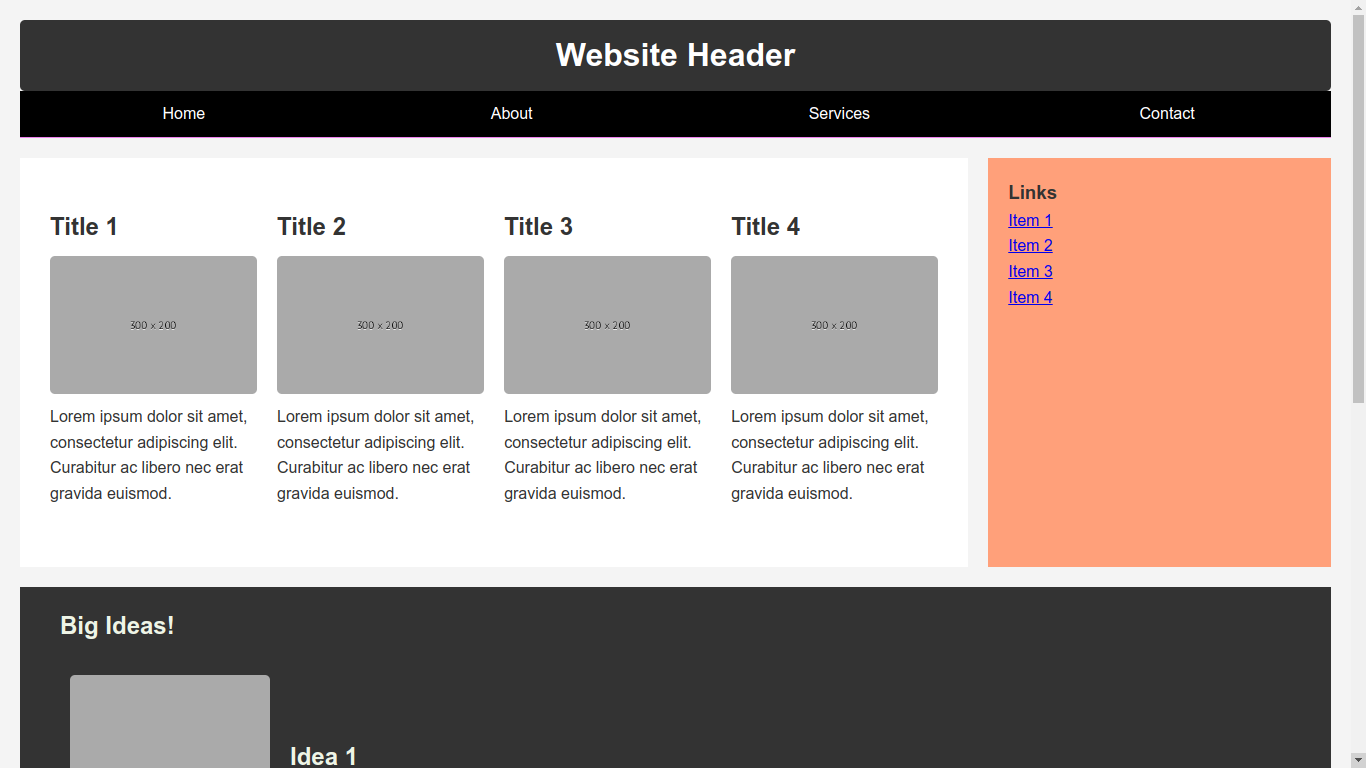 Website Header
Home About Services Contact
Title 1
300 x 200
Lorem ipsum dolor sit amet,
consectetur adipiscing elit.
Curabitur ac libero nec erat
gravida euismod.
Title 2
300 x 200
Lorem ipsum dolor sit amet,
consectetur adipiscing elit.
Curabitur ac libero nec erat
gravida euismod.
Title 3
300 x 200
Lorem ipsum dolor sit amet,
consectetur adipiscing elit.
Curabitur ac libero nec erat
gravida euismod.
Title 4
300 x 200
Lorem ipsum dolor sit amet,
consectetur adipiscing elit.
Curabitur ac libero nec erat
gravida euismod.
Links
Item 1
Item 2
Item 3
Item 4
Big Ideas!
Idea 1